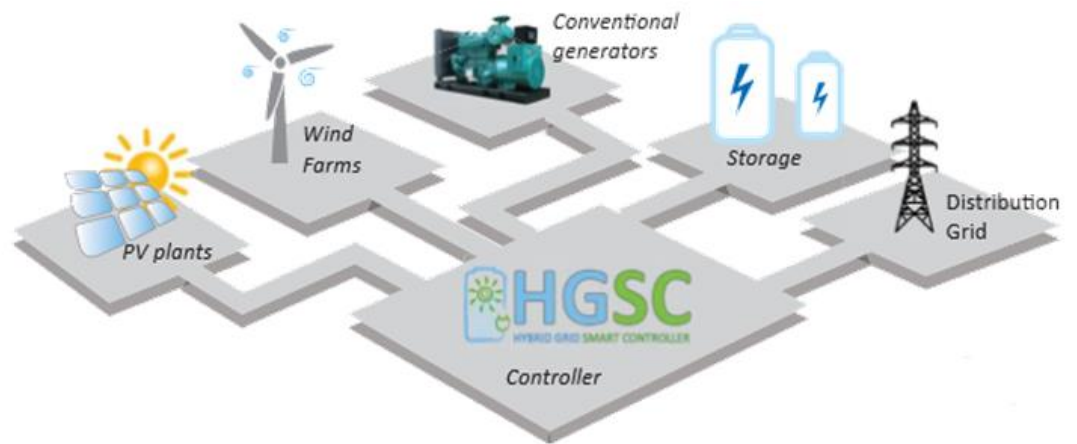 Conventional
generators
Wind
Farms
Storage
Distribution
Grid
PV plants
HGSC
HYBRID GRID SMART CONTROLLER
Controller